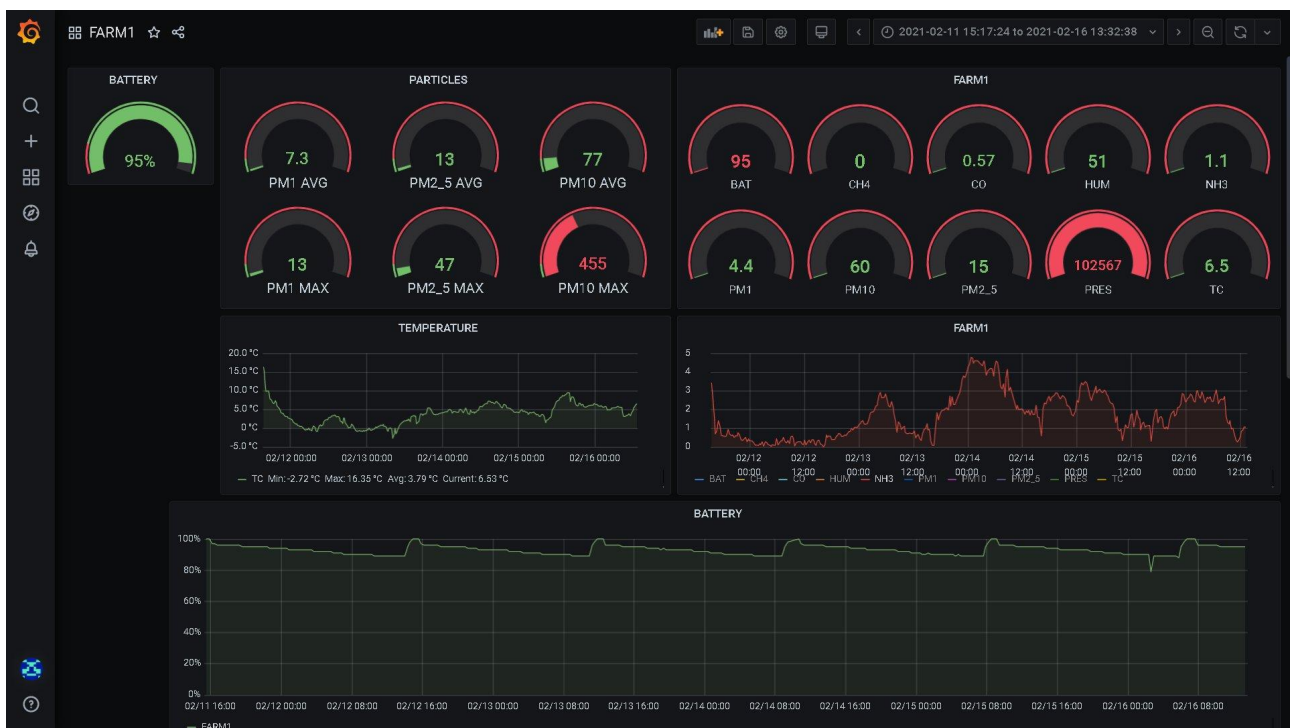 FARM1
2021-02-11 15:17:24 to 2021-02-16 13:32:38
BATTERY
95%
PARTICLES
7.3 13 77
PM1 AVG PM2_5 AVG PM10 AVG
13 47 455
PM1 MAX PM2_5 MAX PM10 MAX
FARM1
95 0 0.57 51 1.1
BAT CH4 CO HUM NH3
4.4 60 15 102567 6.5
PM1 PM10 PM2_5 PRES TC
TEMPERATURE
20.0 °C
15.0 °C
10.0 °C
5.0 °C
0 °C
-5.0 °C
02/12 00:00 02/13 00:00 02/14 00:00 02/15 00:00 02/16 00:00
TC Min: -2.72 °C Max: 16.35 °C Avg: 3.79 °C Current: 6.53 °C
FARM1
5
4
3
2
1
0
02/12 02/12 02/13 02/13 02/14 02/14 02/15 02/15 02/16 02/16
00:00 12:00 00:00 12:00 00:00 12:00 00:00 12:00 00:00 12:00
BAT CH4 CO HUM NH3 PM1 PM10 PM2_5 PRES TC
BATTERY
100%
80%
60%
40%
20%
0%
02/11 16:00 02/12 00:00 02/12 08:00 02/12 16:00 02/13 00:00 02/13 08:00 02/13 16:00 02/14 00:00 02/14 08:00 02/14 16:00 02/15 00:00 02/15 08:00 02/15 16:00 02/16 00:00 02/16 08:00
FARM1